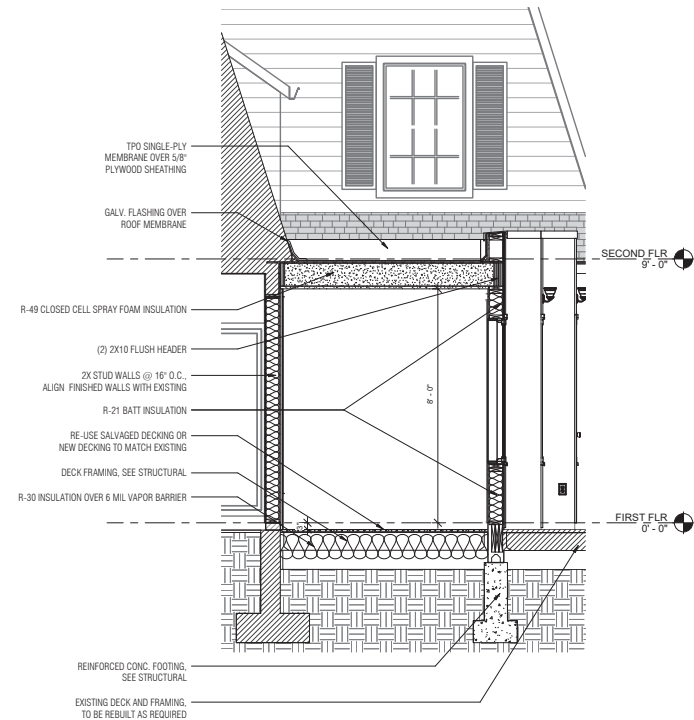 TPO SINGLE-PLY
MEMBRANE OVER 5/8"
PLYWOOD SHEATHING
GALV. FLASHING OVER
ROOF MEMBRANE
SECOND FLR
9' - 0"
R-49 CLOSED CELL SPRAY FOAM INSULATION
(2) 2X10 FLUSH HEADER
2X STUD WALLS @ 16" O.C.,
ALIGN FINISHED WALLS WITH EXISTING
8' - 0"
R-21 BATT INSULATION
RE-USE SALVAGED DECKING OR
NEW DECKING TO MATCH EXISTING
DECK FRAMING, SEE STRUCTURAL
R-30 INSULATION OVER 6 MIL VAPOR BARRIER
FIRST FLR
0' - 0"
REINFORCED CONC. FOOTING,
SEE STRUCTURAL
EXISTING DECK AND FRAMING,
TO BE REBUILT AS REQUIRED